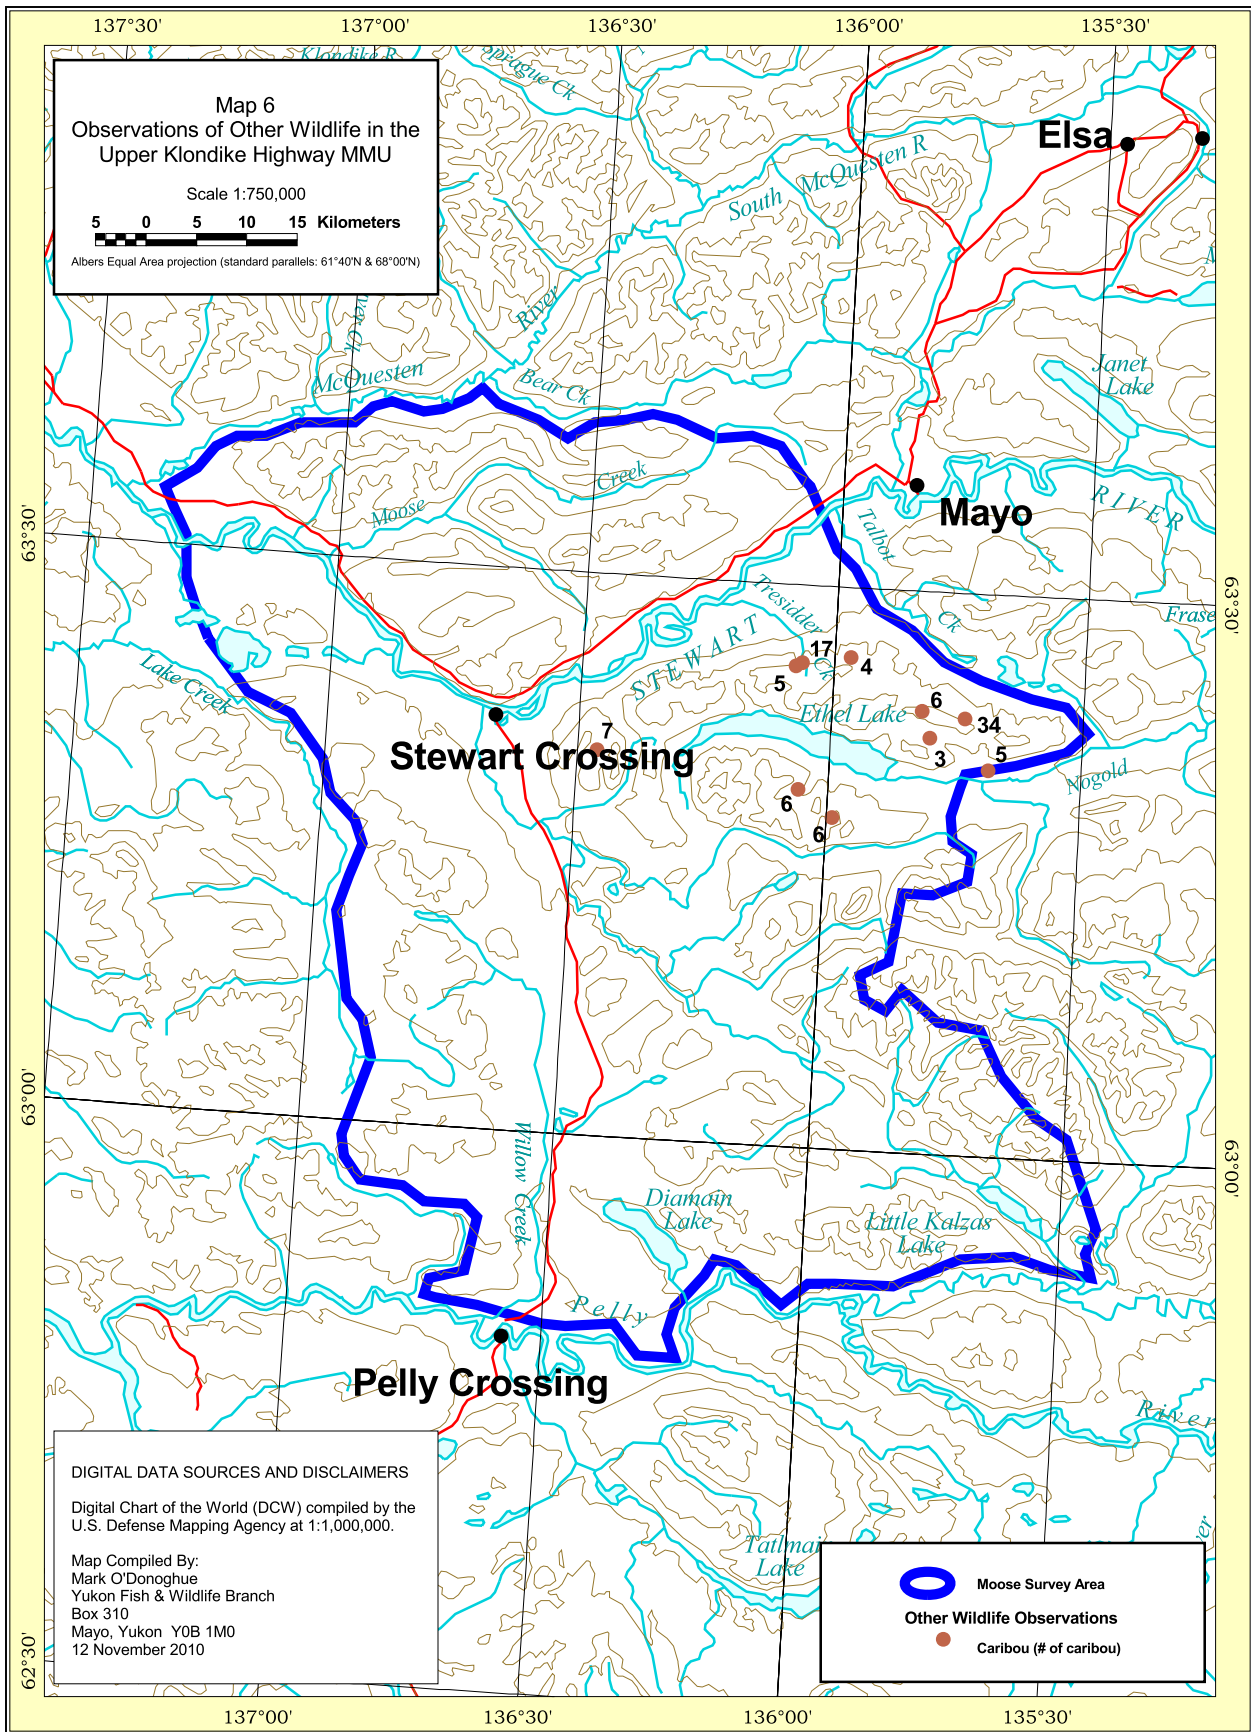 137°30' 137°00' 136°30' 136°00' 135°30'
Klondike R
Sprague Ck
Map 6
Observations of Other Wildlife in the
Upper Klondike Highway MMU
Scale 1:750,000
5 0 5 10 15 Kilometers
Albers Equal Area projection (standard parallels: 61°40'N & 68°00'N)
Elsa
South McQuesten R
River
McQuesten
Bear Ck
Janet
Lake
Moose Creek
Mayo
RIVER
Talbot
Ck
63°30'
63°30'
Tresidder
Ck
Frase
STEWART
Lake Creek
17
4
5
Ethel Lake
6
34
7
3
5
Stewart Crossing
Nogold
6
6
63°00'
63°00'
Willow Creek
Diamain
Lake
Little Kalzas
Lake
Pelly
Pelly Crossing
River
DIGITAL DATA SOURCES AND DISCLAIMERS
Digital Chart of the World (DCW) compiled by the
U.S. Defense Mapping Agency at 1:1,000,000.
Map Compiled By:
Mark O'Donoghue
Yukon Fish & Wildlife Branch
Box 310
Mayo, Yukon  Y0B 1M0
12 November 2010
Tatlmai
Lake
Moose Survey Area
Other Wildlife Observations
Caribou (# of caribou)
62°30'
137°00' 136°30' 136°00' 135°30'